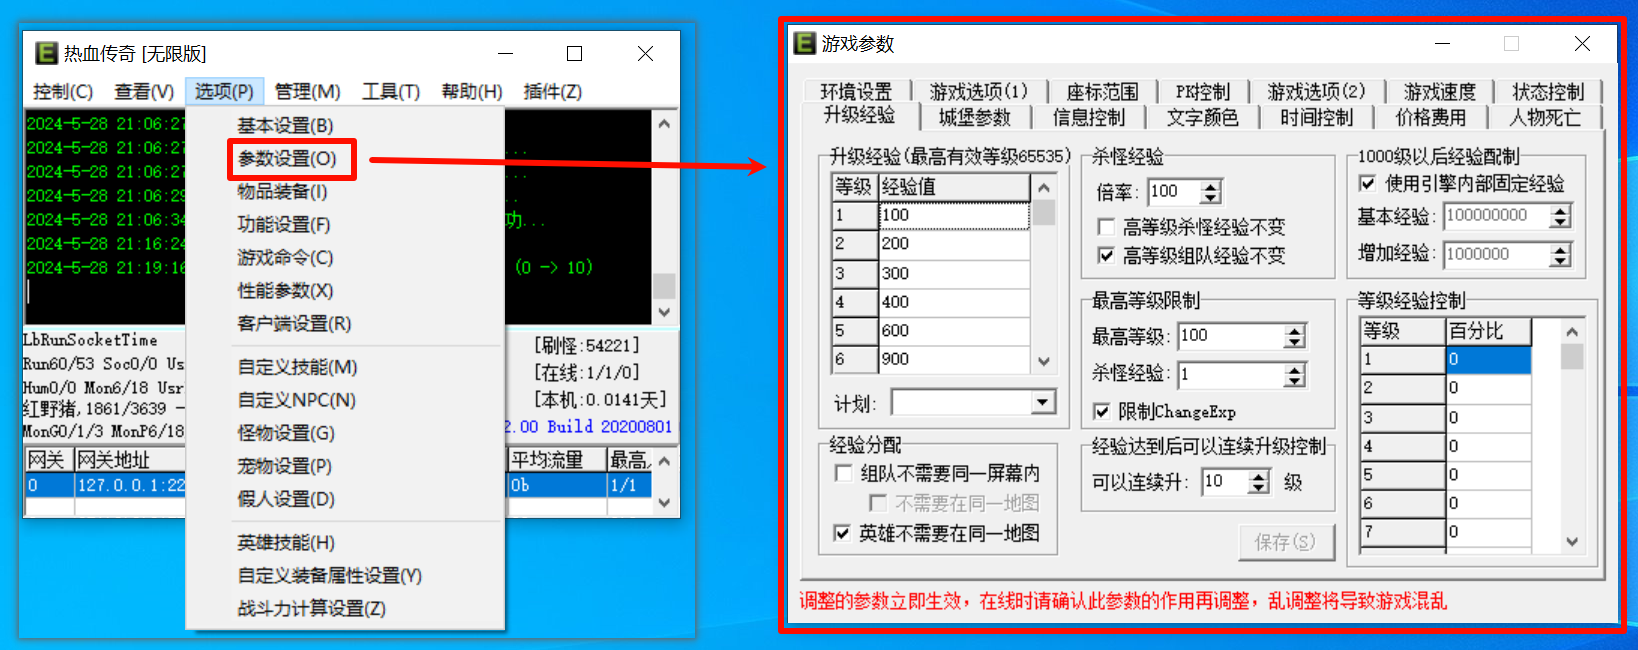 热血传奇 [无限版]
控制(C) 查看(V) 选项(P) 管理(M) 工具(T) 帮助(H) 插件(Z)
2024-5-28 21:06:27
2024-5-28 21:06:27 ...
2024-5-28 21:06:27 ...
2024-5-28 21:06:29 ..
2024-5-28 21:06:34 功...
2024-5-28 21:16:24
2024-5-28 21:19:16 (0 -> 10)
LbRunSocketTime
Run60/53 Soc0/0 Us [刷怪:54221]
Hum0/0 Mon6/18 Usr [在线:1/1/0]
红野猪,1861/3639 - [本机:0.0141天]
MonG0/1/3 MonP6/18 2.00 Build 20200801
网关 网关地址 平均流量 最高
0 127.0.0.1:22 0b 1/1
基本设置(B)
参数设置(O)
物品装备(I)
功能设置(F)
游戏命令(C)
性能参数(X)
客户端设置(R)
自定义技能(M)
自定义NPC(N)
怪物设置(G)
宠物设置(P)
假人设置(D)
英雄技能(H)
自定义装备属性设置(Y)
战斗力计算设置(Z)
游戏参数
环境设置 游戏选项(1) 座标范围 PK控制 游戏选项(2) 游戏速度 状态控制
升级经验 城堡参数 信息控制 文字颜色 时间控制 价格费用 人物死亡
升级经验(最高有效等级65535)
等级 经验值
1 100
2 200
3 300
4 400
5 600
6 900
计划:
经验分配
组队不需要同一屏幕内
不需要在同一地图
英雄不需要在同一地图
杀怪经验
倍率: 100
高等级杀怪经验不变
高等级组队经验不变
最高等级限制
最高等级: 100
杀怪经验: 1
限制ChangeExp
经验达到后可以连续升级控制
可以连续升: 10 级
保存(S)
1000级以后经验配制
使用引擎内部固定经验
基本经验: 100000000
增加经验: 1000000
等级经验控制
等级 百分比
1 0
2 0
3 0
4 0
5 0
6 0
7 0
调整的参数立即生效，在线时请确认此参数的作用再调整，乱调整将导致游戏混乱